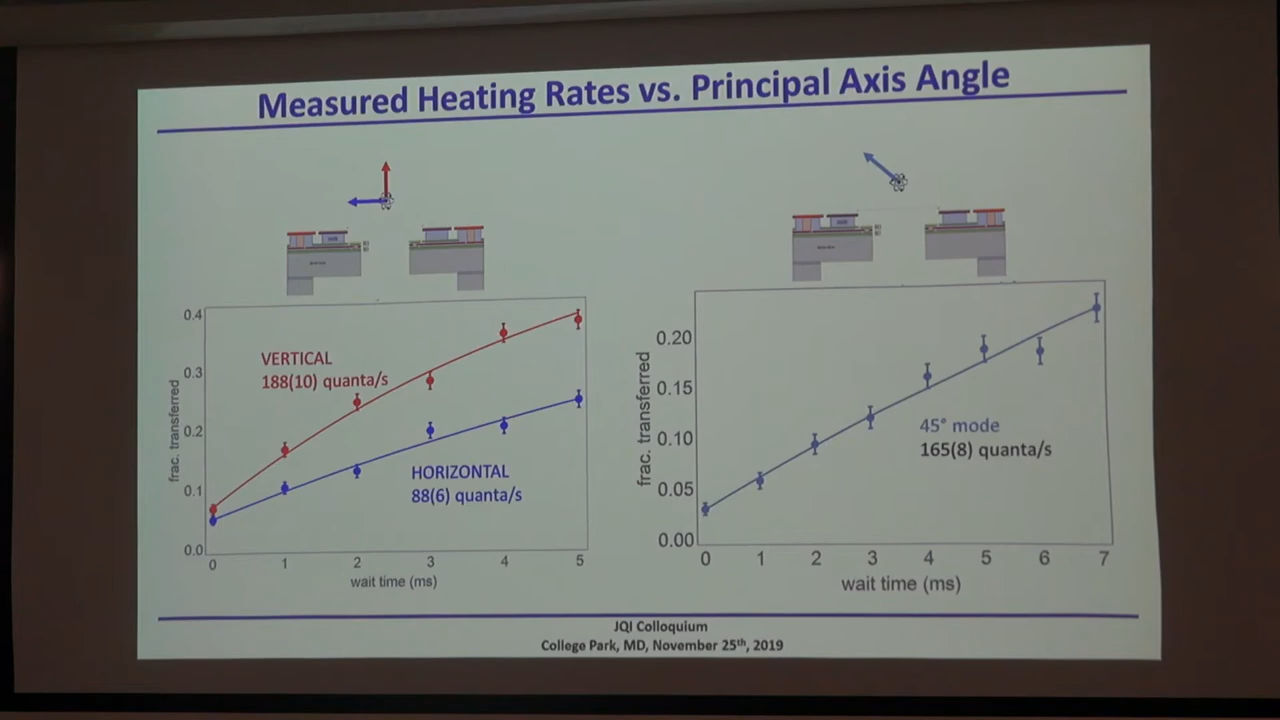 Measured Heating Rates vs. Principal Axis Angle
0.4
0.3
0.2
0.1
0.0
frac. transferred
VERTICAL
188(10) quanta/s
HORIZONTAL
88(6) quanta/s
0 1 2 3 4 5
wait time (ms)
0.20
0.15
0.10
0.05
0.00
frac. transferred
45° mode
165(8) quanta/s
0 1 2 3 4 5 6 7
wait time (ms)
JQI Colloquium
College Park, MD, November 25th, 2019